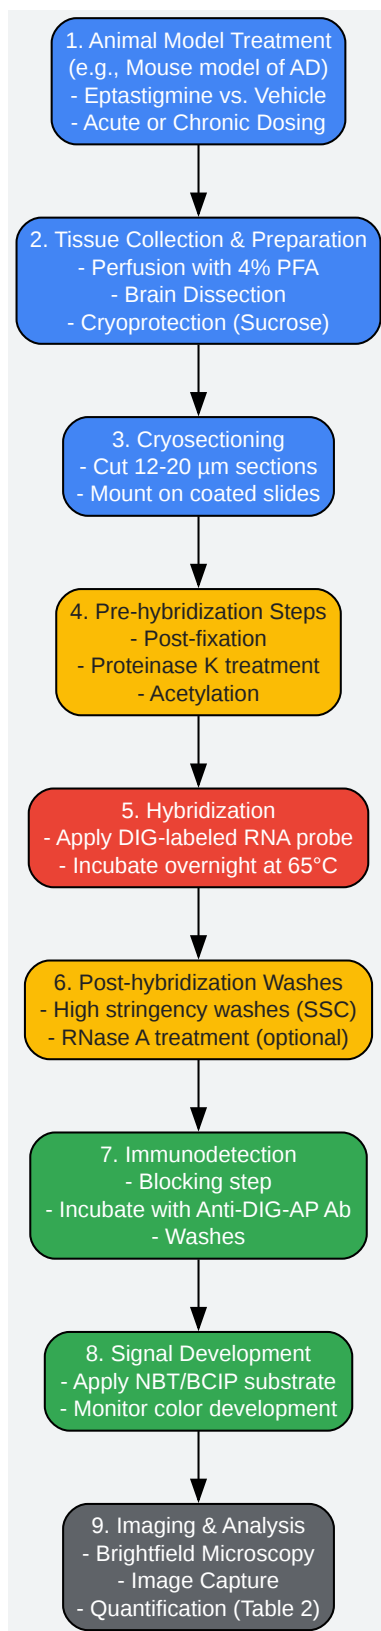 1. Animal Model Treatment
(e.g., Mouse model of AD)
- Eptastigmine vs. Vehicle
- Acute or Chronic Dosing
2. Tissue Collection & Preparation
- Perfusion with 4% PFA
- Brain Dissection
- Cryoprotection (Sucrose)
3. Cryosectioning
- Cut 12-20 µm sections
- Mount on coated slides
4. Pre-hybridization Steps
- Post-fixation
- Proteinase K treatment
- Acetylation
5. Hybridization
- Apply DIG-labeled RNA probe
- Incubate overnight at 65°C
6. Post-hybridization Washes
- High stringency washes (SSC)
- RNase A treatment (optional)
7. Immunodetection
- Blocking step
- Incubate with Anti-DIG-AP Ab
- Washes
8. Signal Development
- Apply NBT/BCIP substrate
- Monitor color development
9. Imaging & Analysis
- Brightfield Microscopy
- Image Capture
- Quantification (Table 2)